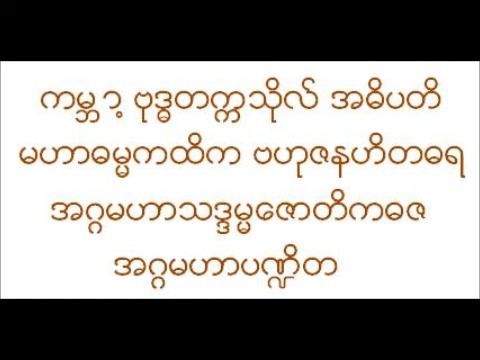 ကမ္ဘာ့ ဗုဒ္ဓတက္ကသိုလ် အဓိပတိ
မဟာဓမ္မကထိက ဗဟုဇနဟိတဓရ
အဂ္ဂမဟာသဒ္ဒမ္မဇောတိကဓဇ
အဂ္ဂမဟာပဏ္ဍိတ